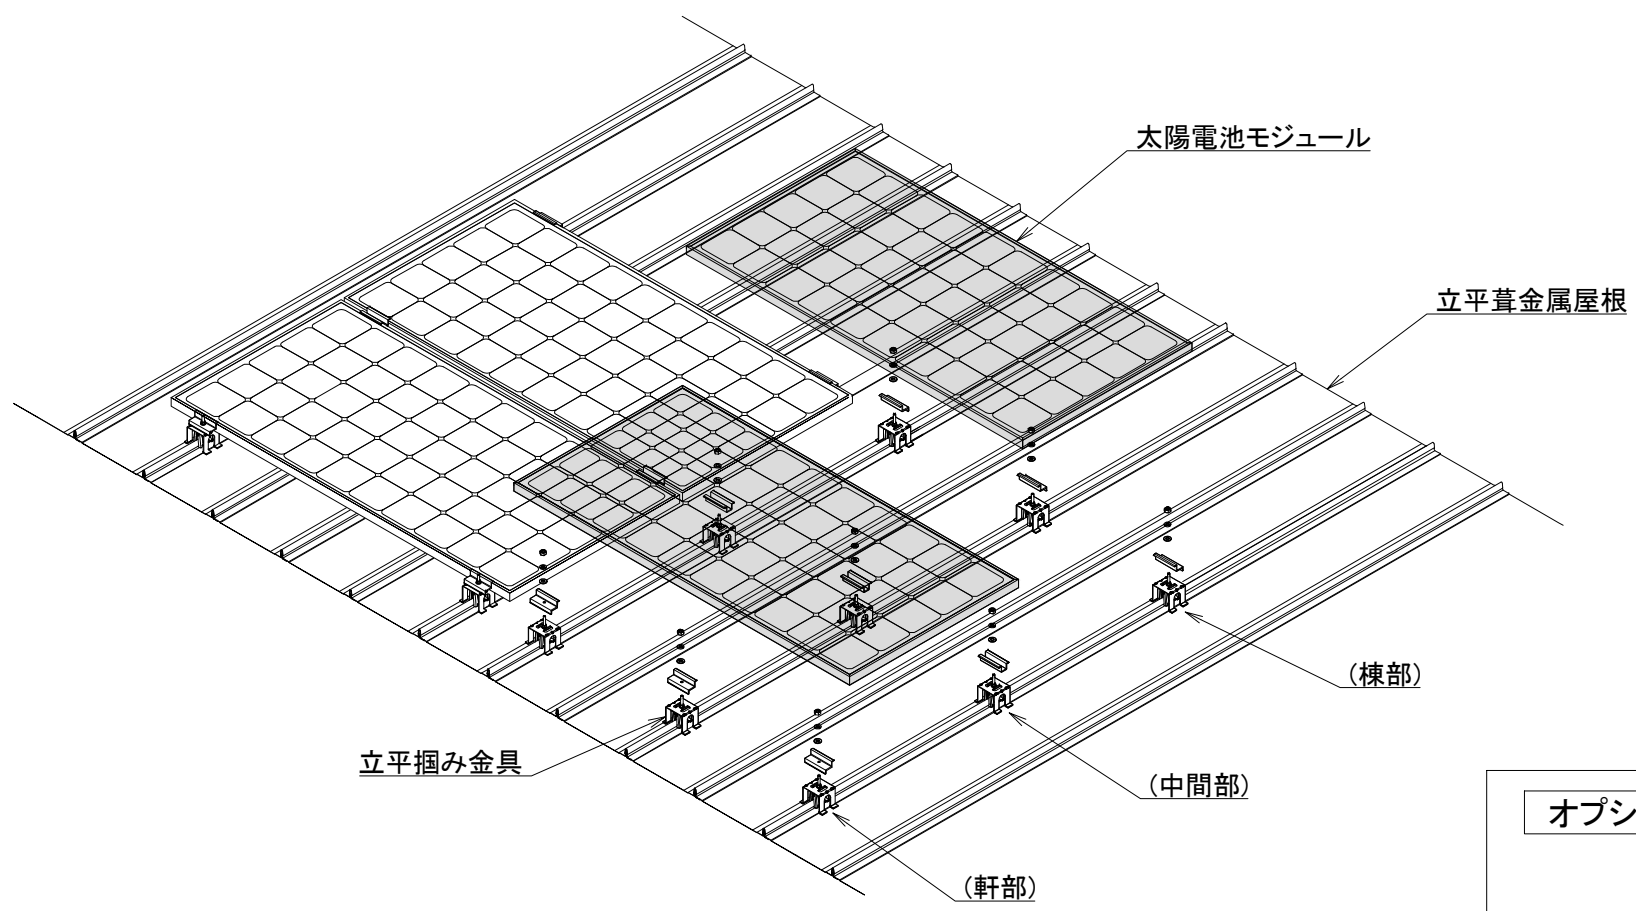 太陽電池モジュール
立平葺金属屋根
(棟部)
立平掴み金具
(中間部)
オプシ
(軒部)